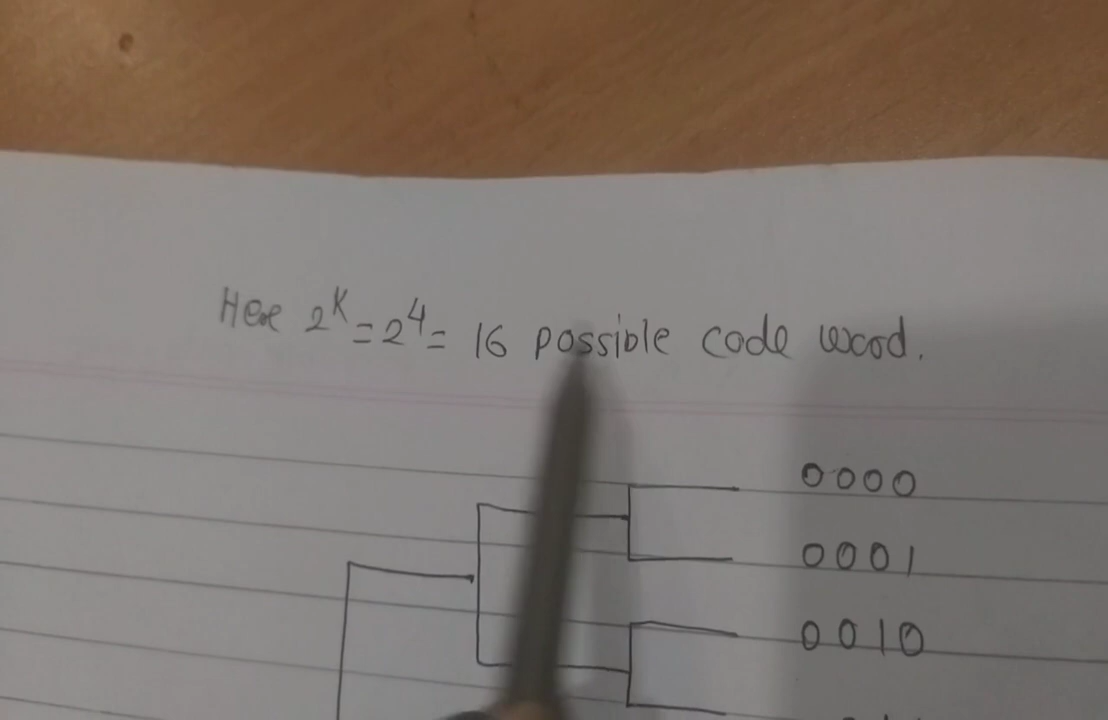 Here 2^K = 2^4 = 16 possible code word.
0000
0001
0010